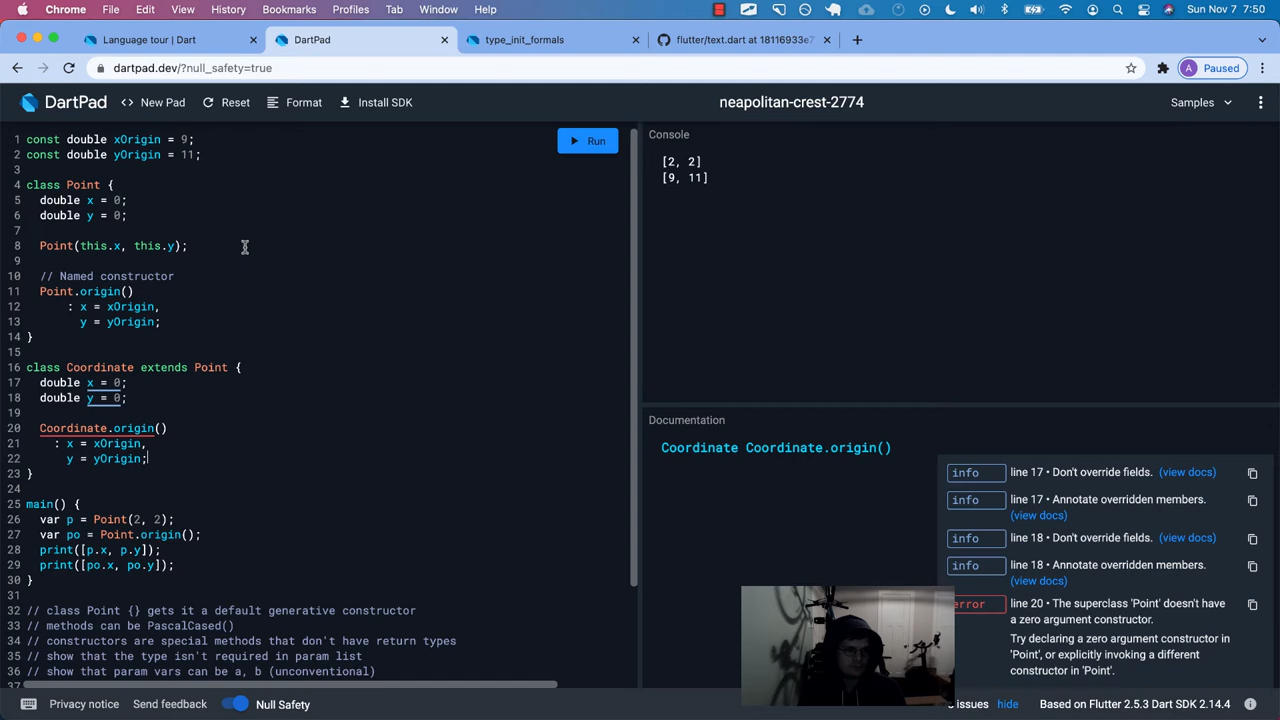 Chrome File Edit View History Bookmarks Profiles Tab Window Help Sun Nov 7 7:50
Language tour | Dart DartPad type_init_formals flutter/text.dart at 18116933e7
dartpad.dev/?null_safety=true A Paused
DartPad <> New Pad Reset Format Install SDK neapolitan-crest-2774 Samples
Run
1 const double xOrigin = 9;
2 const double yOrigin = 11;
3
4 class Point {
5 double x = 0;
6 double y = 0;
7
8 Point(this.x, this.y);
9
10 // Named constructor
11 Point.origin()
12 : x = xOrigin,
13 y = yOrigin;
14 }
15
16 class Coordinate extends Point {
17 double x = 0;
18 double y = 0;
19
20 Coordinate.origin()
21 : x = xOrigin,
22 y = yOrigin;
23 }
24
25 main() {
26 var p = Point(2, 2);
27 var po = Point.origin();
28 print([p.x, p.y]);
29 print([po.x, po.y]);
30 }
31
32 // class Point {} gets it a default generative constructor
33 // methods can be PascalCased()
34 // constructors are special methods that don't have return types
35 // show that the type isn't required in param list
36 // show that param vars can be a, b (unconventional)
37
Console
[2, 2]
[9, 11]
Documentation
Coordinate Coordinate.origin()
info line 17 • Don't override fields. (view docs)
info line 17 • Annotate overridden members.
(view docs)
info line 18 • Don't override fields. (view docs)
info line 18 • Annotate overridden members.
(view docs)
error line 20 • The superclass 'Point' doesn't have
a zero argument constructor.
Try declaring a zero argument constructor in
'Point', or explicitly invoking a different
constructor in 'Point'.
Privacy notice Send feedback Null Safety issues hide Based on Flutter 2.5.3 Dart SDK 2.14.4